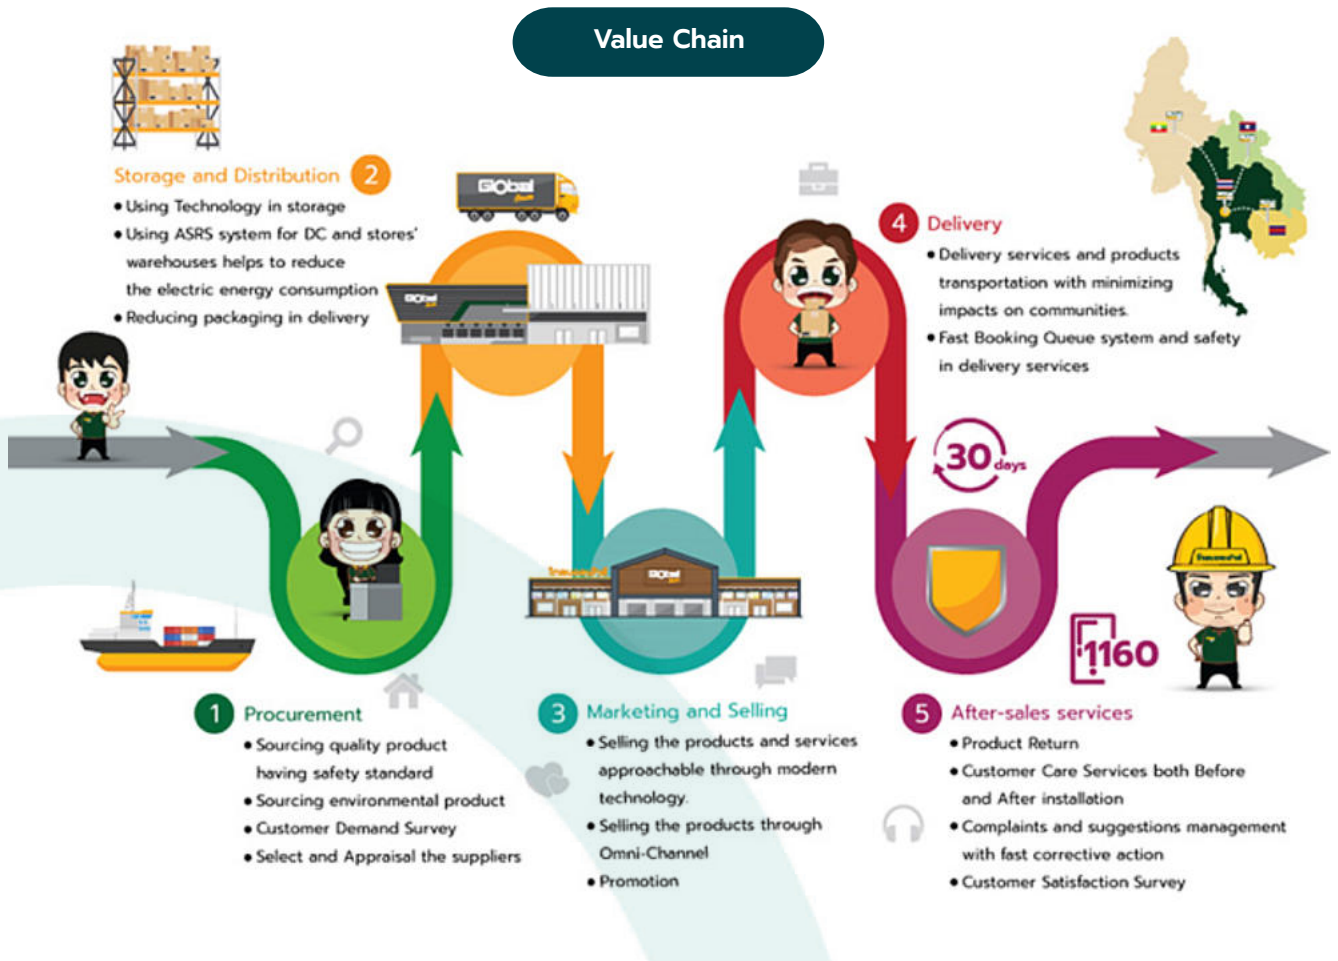 Value Chain
Storage and Distribution 2
• Using Technology in storage
• Using ASRS system for DC and stores'
warehouses helps to reduce
the electric energy consumption
• Reducing packaging in delivery
Global
Global
4 Delivery
• Delivery services and products
transportation with minimizing
impacts on communities.
• Fast Booking Queue system and safety
in delivery services
30 days
Global
1160
1 Procurement
• Sourcing quality product
having safety standard
• Sourcing environmental product
• Customer Demand Survey
• Select and Appraisal the suppliers
3 Marketing and Selling
• Selling the products and services
approachable through modern
technology.
• Selling the products through
Omni-Channel
• Promotion
5 After-sales services
• Product Return
• Customer Care Services both Before
and After installation
• Complaints and suggestions management
with fast corrective action
• Customer Satisfaction Survey